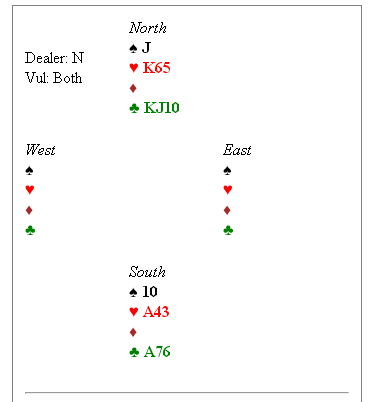 North
♠ J
Dealer: N
♥ K65
Vul: Both
♦
♣ KJ10
West
East
♠
♠
♥
♥
♦
♦
♣
♣
South
♠ 10
♥ A43
♦
♣ A76